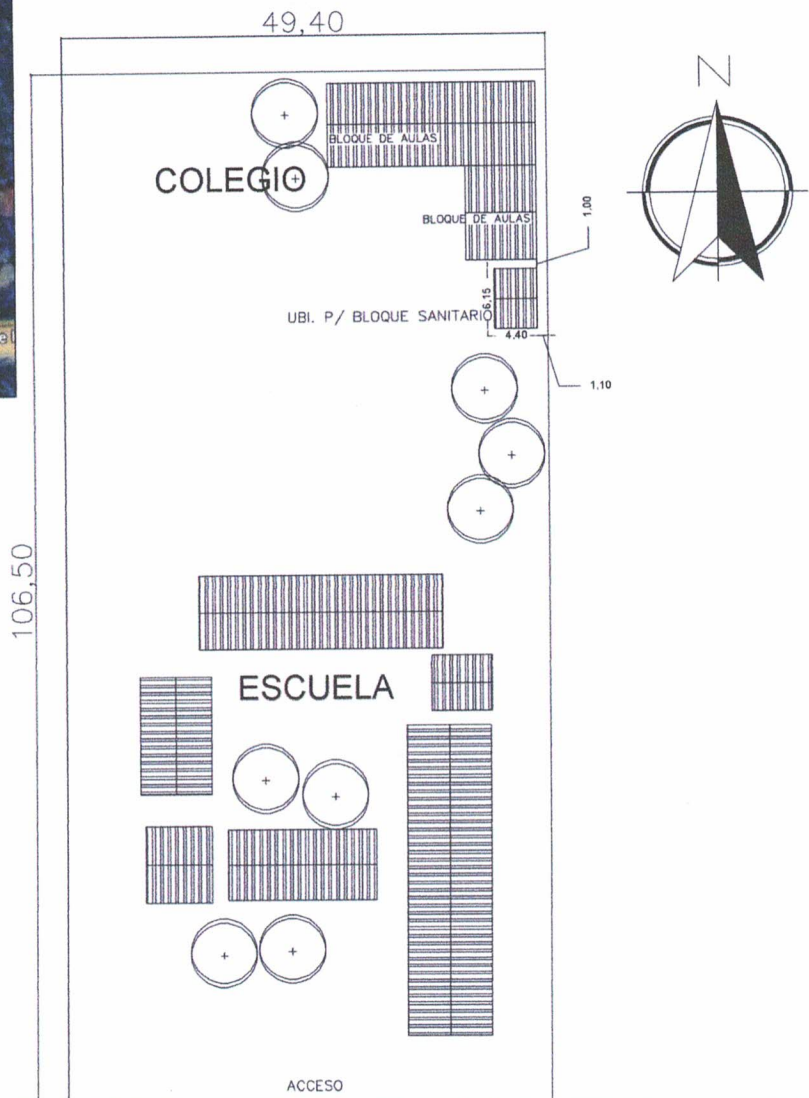 49,40
N
BLOQUE DE AULAS
COLEGIO
BLOQUE DE AULAS
1,00
UBI. P/ BLOQUE SANITARIO
6,15
4,40
1,10
106,50
ESCUELA
ACCESO